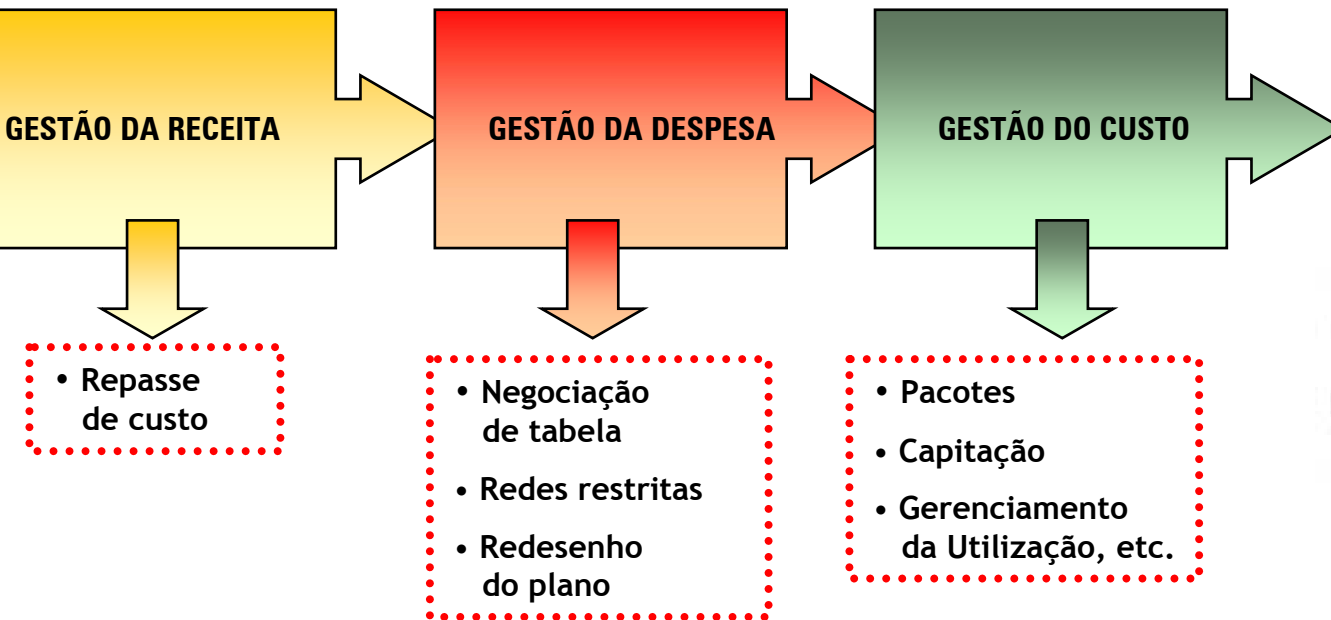 GESTÃO DA RECEITA
GESTÃO DA DESPESA
GESTÃO DO CUSTO
• Repasse
de custo
• Negociação
de tabela
• Redes restritas
• Redesenho
do plano
• Pacotes
• Capitação
• Gerenciamento
da Utilização, etc.